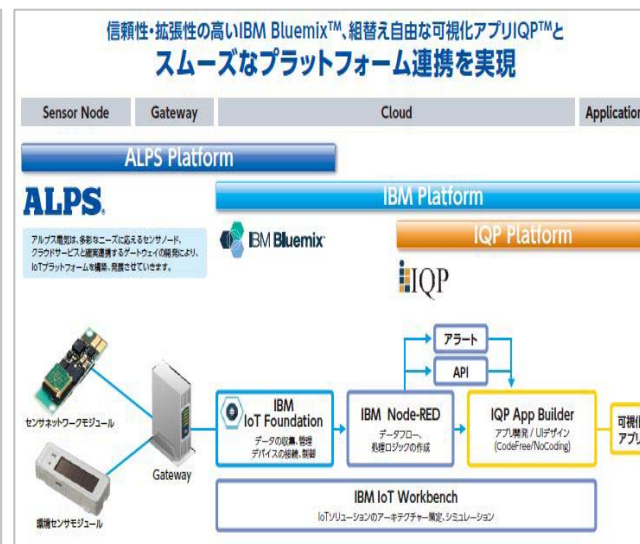 信頼性・拡張性の高いIBM Bluemix™、組替え自由な可視化アプリIQP™と
スムーズなプラットフォーム連携を実現
Sensor Node
Gateway
Cloud
Application
ALPS Platform
ALPS
IBM Platform
アルプス電気は、多彩なニーズに応えるセンサノード、
クラウドサービスと確実連携するゲートウェイの開発により、
IoTプラットフォームを構築、発展させていきます。
IBM Bluemix
IQP Platform
IQP
アラート
API
センサネットワークモジュール
Gateway
環境センサモジュール
IBM
IoT Foundation
データの収集、管理
デバイスの接続、制御
IBM Node-RED
データフロー、
処理ロジックの作成
IQP App Builder
アプリ開発 / UIデザイン
(CodeFree/NoCoding)
可視化
アプリ
IBM IoT Workbench
IoTソリューションのアーキテクチャー策定、シミュレーション